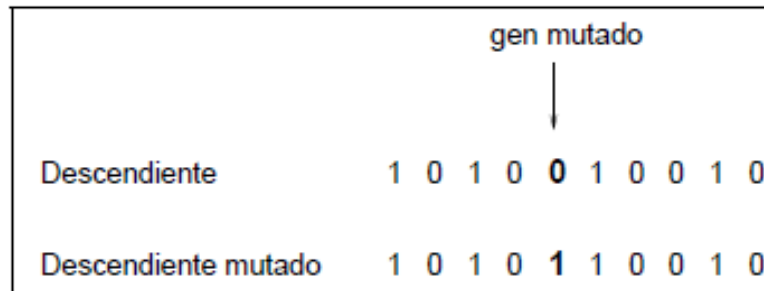 gen mutado
Descendiente 1 0 1 0 0 1 0 0 1 0
Descendiente mutado 1 0 1 0 1 1 0 0 1 0